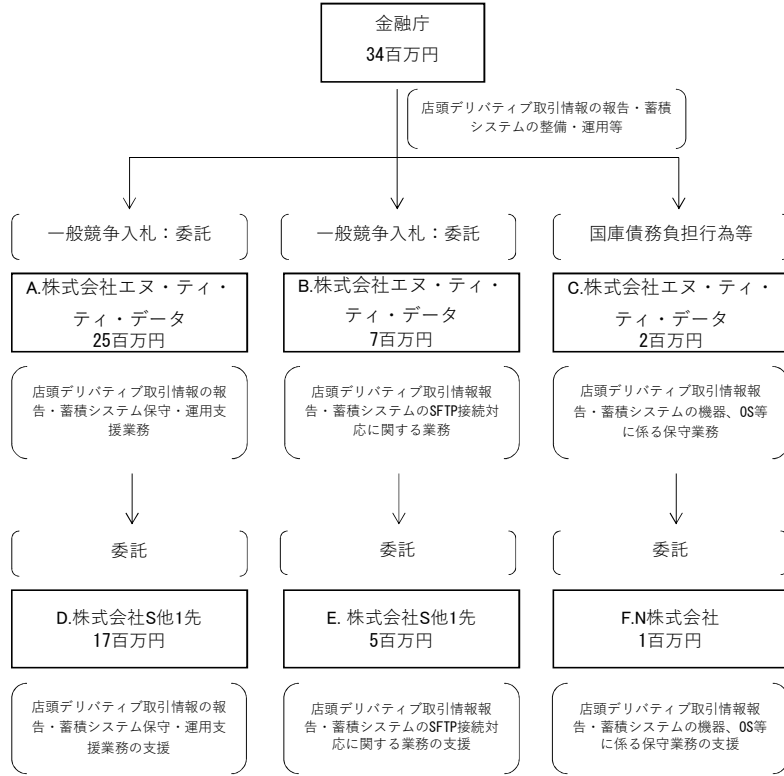 金融庁
34百万円
店頭デリバティブ取引情報の報告・蓄積
システムの整備・運用等
一般競争入札：委託
一般競争入札：委託
国庫債務負担行為等
A.株式会社エヌ・ティ・
ティ・データ
25百万円
B.株式会社エヌ・ティ・
ティ・データ
7百万円
C.株式会社エヌ・ティ・
ティ・データ
2百万円
店頭デリバティブ取引情報の報
告・蓄積システム保守・運用支
援業務
店頭デリバティブ取引情報報
告・蓄積システムのSFTP接続対
応に関する業務
店頭デリバティブ取引情報報
告・蓄積システムの機器、OS等
に係る保守業務
委託
委託
委託
D.株式会社S他1先
17百万円
E. 株式会社S他1先
5百万円
F.N株式会社
1百万円
店頭デリバティブ取引情報の報
告・蓄積システム保守・運用支
援業務の支援
店頭デリバティブ取引情報報
告・蓄積システムのSFTP接続対
応に関する業務の支援
店頭デリバティブ取引情報報
告・蓄積システムの機器、OS等
に係る保守業務の支援